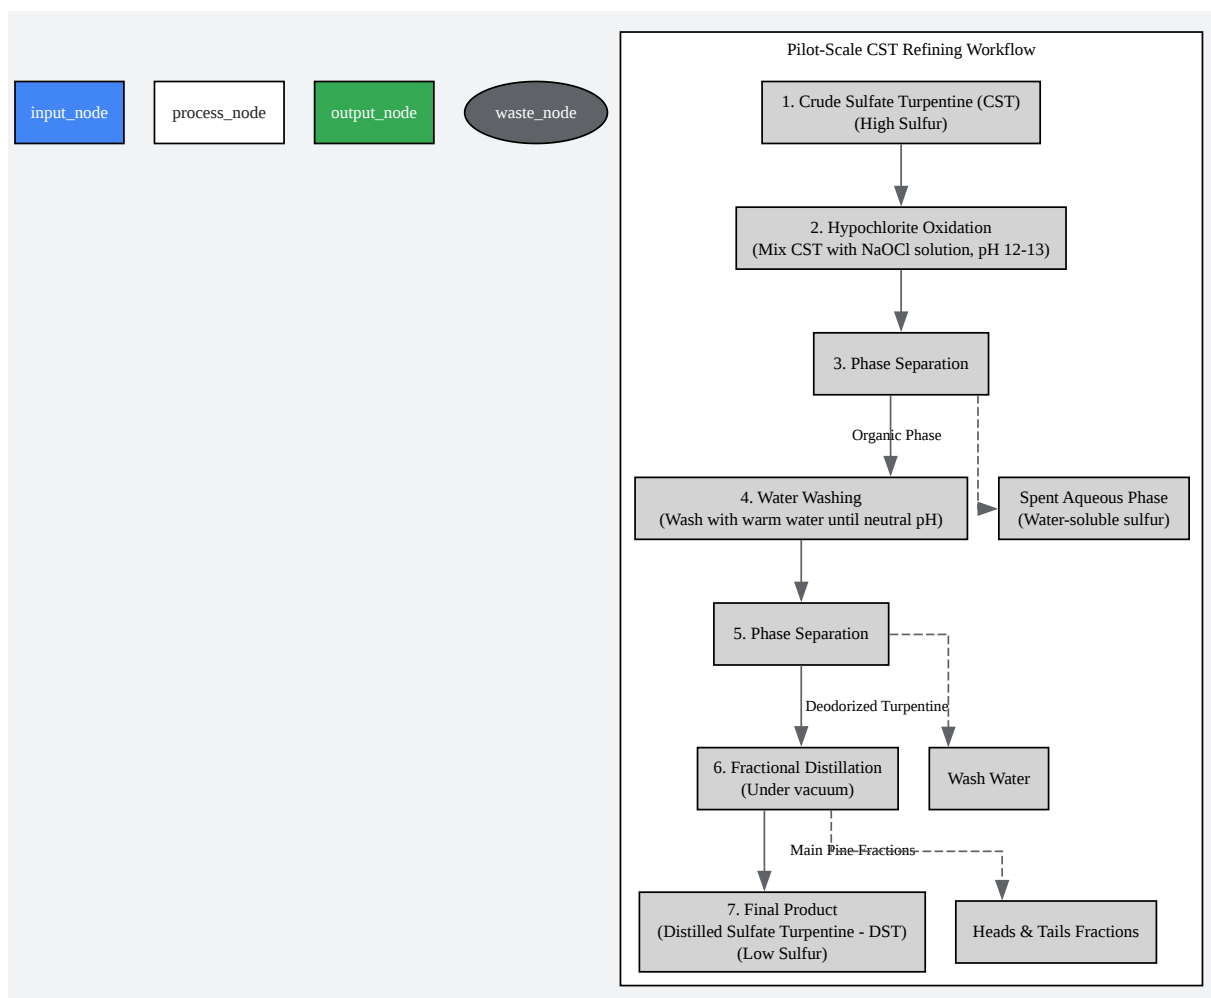 Pilot-Scale CST Refining Workflow
input_node
process_node
output_node
waste_node
1. Crude Sulfate Turpentine (CST)
(High Sulfur)
2. Hypochlorite Oxidation
(Mix CST with NaOCl solution, pH 12-13)
3. Phase Separation
Organic Phase
4. Water Washing
(Wash with warm water until neutral pH)
Spent Aqueous Phase
(Water-soluble sulfur)
5. Phase Separation
Deodorized Turpentine
6. Fractional Distillation
(Under vacuum)
Wash Water
Main Pine Fractions
7. Final Product
(Distilled Sulfate Turpentine - DST)
(Low Sulfur)
Heads & Tails Fractions